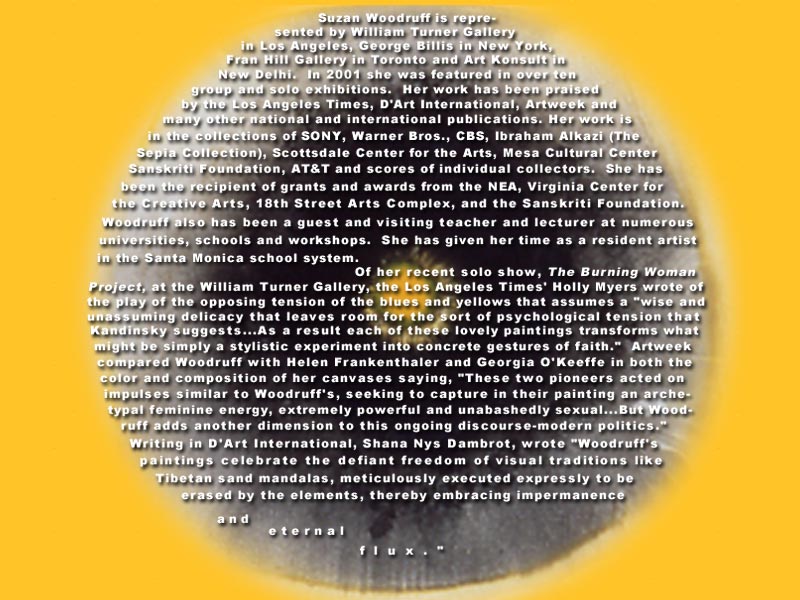 Suzan Woodruff is repre-
sented by William Turner Gallery
in Los Angeles, George Billis in New York,
Fran Hill Gallery in Toronto and Art Konsult in
New Delhi.  In 2001 she was featured in over ten
group and solo exhibitions.  Her work has been praised
by the Los Angeles Times, D'Art International, Artweek and
many other national and international publications. Her work is
in the collections of SONY, Warner Bros., CBS, Ibraham Alkazi (The
Sepia Collection), Scottsdale Center for the Arts, Mesa Cultural Center
Sanskriti Foundation, AT&T and scores of individual collectors.  She has
been the recipient of grants and awards from the NEA, Virginia Center for
the Creative Arts, 18th Street Arts Complex, and the Sanskriti Foundation.
Woodruff also has been a guest and visiting teacher and lecturer at numerous
universities, schools and workshops.  She has given her time as a resident artist
in the Santa Monica school system.
Of her recent solo show, The Burning Woman
Project, at the William Turner Gallery, the Los Angeles Times' Holly Myers wrote of
the play of the opposing tension of the blues and yellows that assumes a "wise and
unassuming delicacy that leaves room for the sort of psychological tension that
Kandinsky suggests...As a result each of these lovely paintings transforms what
might be simply a stylistic experiment into concrete gestures of faith."  Artweek
compared Woodruff with Helen Frankenthaler and Georgia O'Keeffe in both the
color and composition of her canvases saying, "These two pioneers acted on
impulses similar to Woodruff's, seeking to capture in their painting an arche-
typal feminine energy, extremely powerful and unabashedly sexual...But Wood-
ruff adds another dimension to this ongoing discourse-modern politics."
Writing in D'Art International, Shana Nys Dambrot, wrote "Woodruff's
paintings celebrate the defiant freedom of visual traditions like
Tibetan sand mandalas, meticulously executed expressly to be
erased by the elements, thereby embracing impermanence
and
eternal
flux."